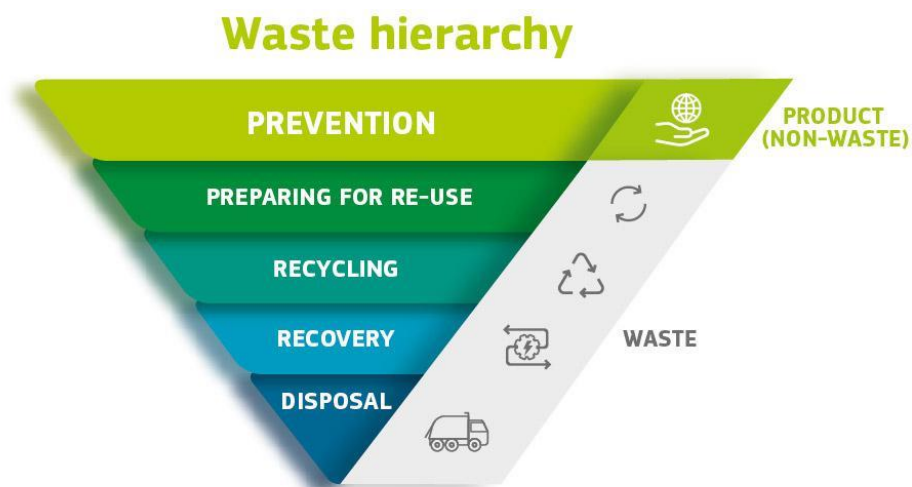 Waste hierarchy
PREVENTION
PRODUCT
(NON-WASTE)
PREPARING FOR RE-USE
RECYCLING
RECOVERY
WASTE
DISPOSAL